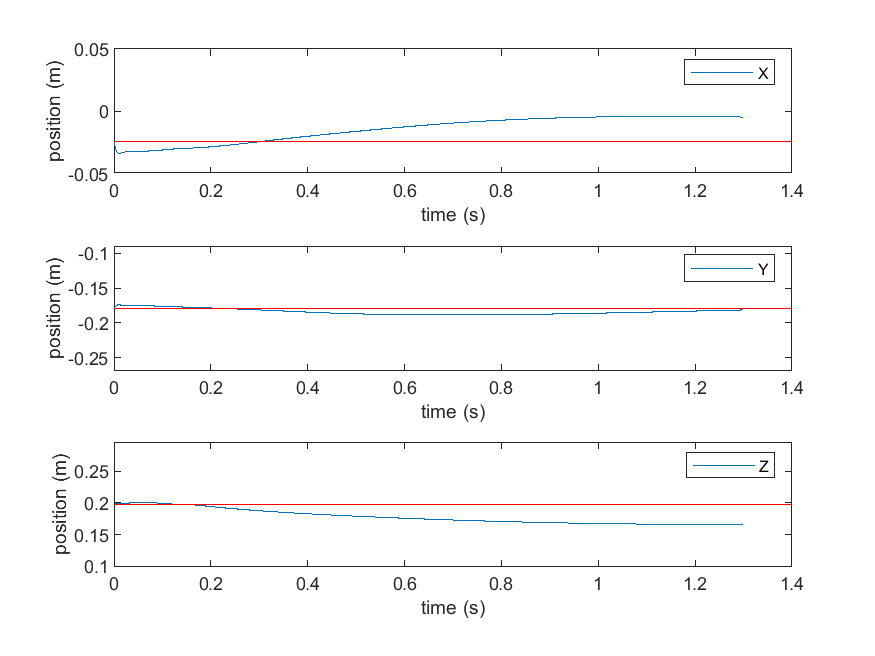 0.05
0
-0.05
position (m)
X
0 0.2 0.4 0.6 0.8 1 1.2 1.4
time (s)
-0.1
-0.15
-0.2
-0.25
position (m)
Y
0 0.2 0.4 0.6 0.8 1 1.2 1.4
time (s)
0.25
0.2
0.15
0.1
position (m)
Z
0 0.2 0.4 0.6 0.8 1 1.2 1.4
time (s)